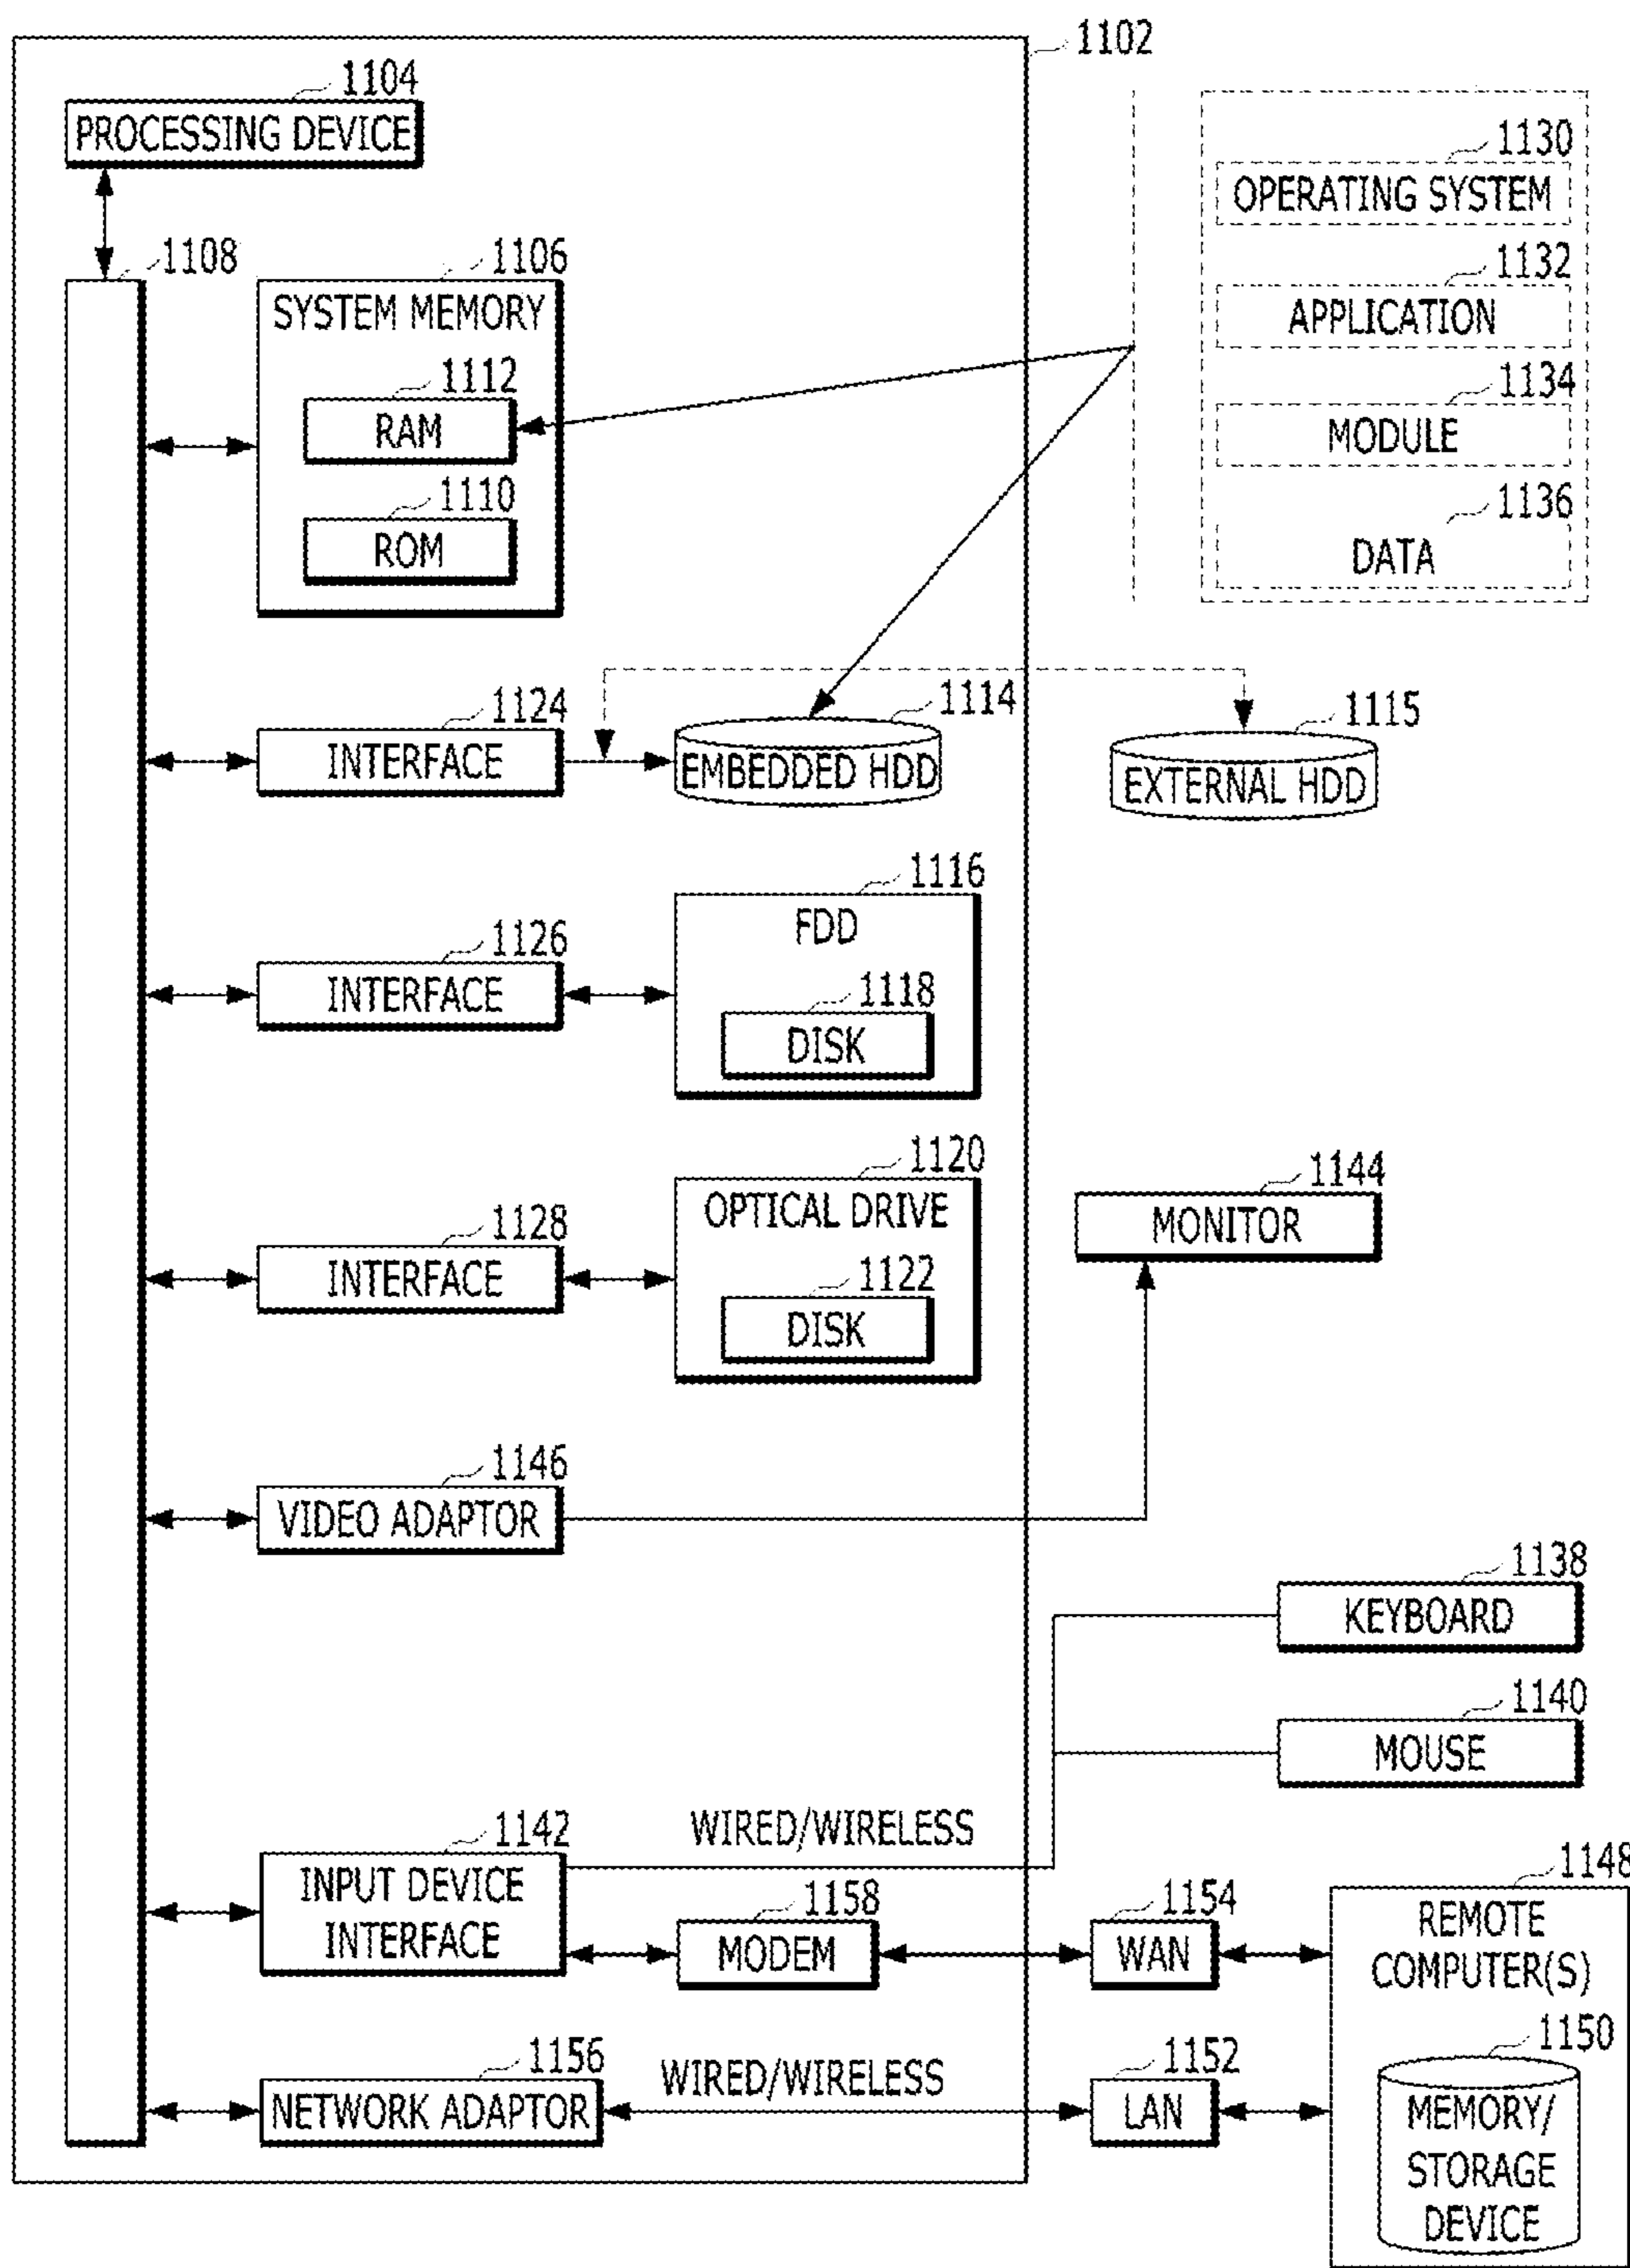 1102
1104
PROCESSING DEVICE
1130
OPERATING SYSTEM
1108
1106
SYSTEM MEMORY
1132
APPLICATION
1112
RAM
1134
MODULE
1110
ROM
1136
DATA
1124
INTERFACE
1114
EMBEDDED HDD
1115
EXTERNAL HDD
1116
FDD
1126
INTERFACE
1118
DISK
1120
OPTICAL DRIVE
1144
MONITOR
1128
INTERFACE
1122
DISK
1146
VIDEO ADAPTOR
1138
KEYBOARD
1140
MOUSE
1142
INPUT DEVICE
INTERFACE
WIRED/WIRELESS
1158
MODEM
1154
WAN
1148
REMOTE
COMPUTER(S)
1156
NETWORK ADAPTOR
WIRED/WIRELESS
1152
LAN
1150
MEMORY/
STORAGE
DEVICE